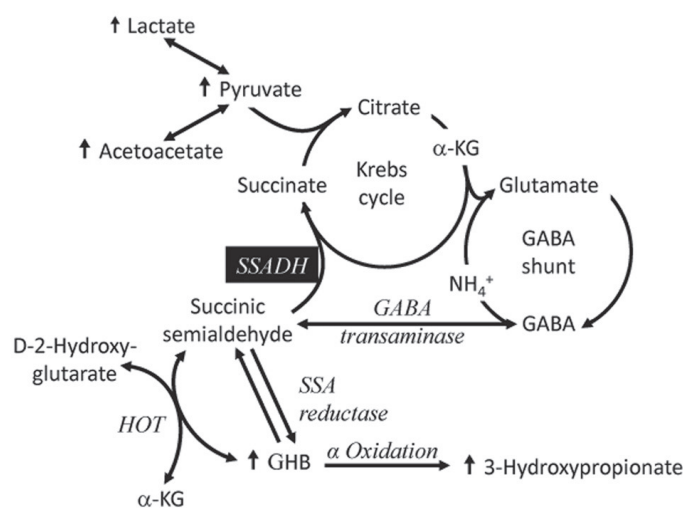 ↑ Lactate
↑ Pyruvate
↑ Acetoacetate
Citrate
α-KG
Krebs
cycle
Succinate
Glutamate
GABA
shunt
NH₄⁺
GABA
SSADH
GABA
transaminase
Succinic
semialdehyde
D-2-Hydroxy-
glutarate
HOT
SSA
reductase
↑ GHB
α Oxidation
↑ 3-Hydroxypropionate
α-KG